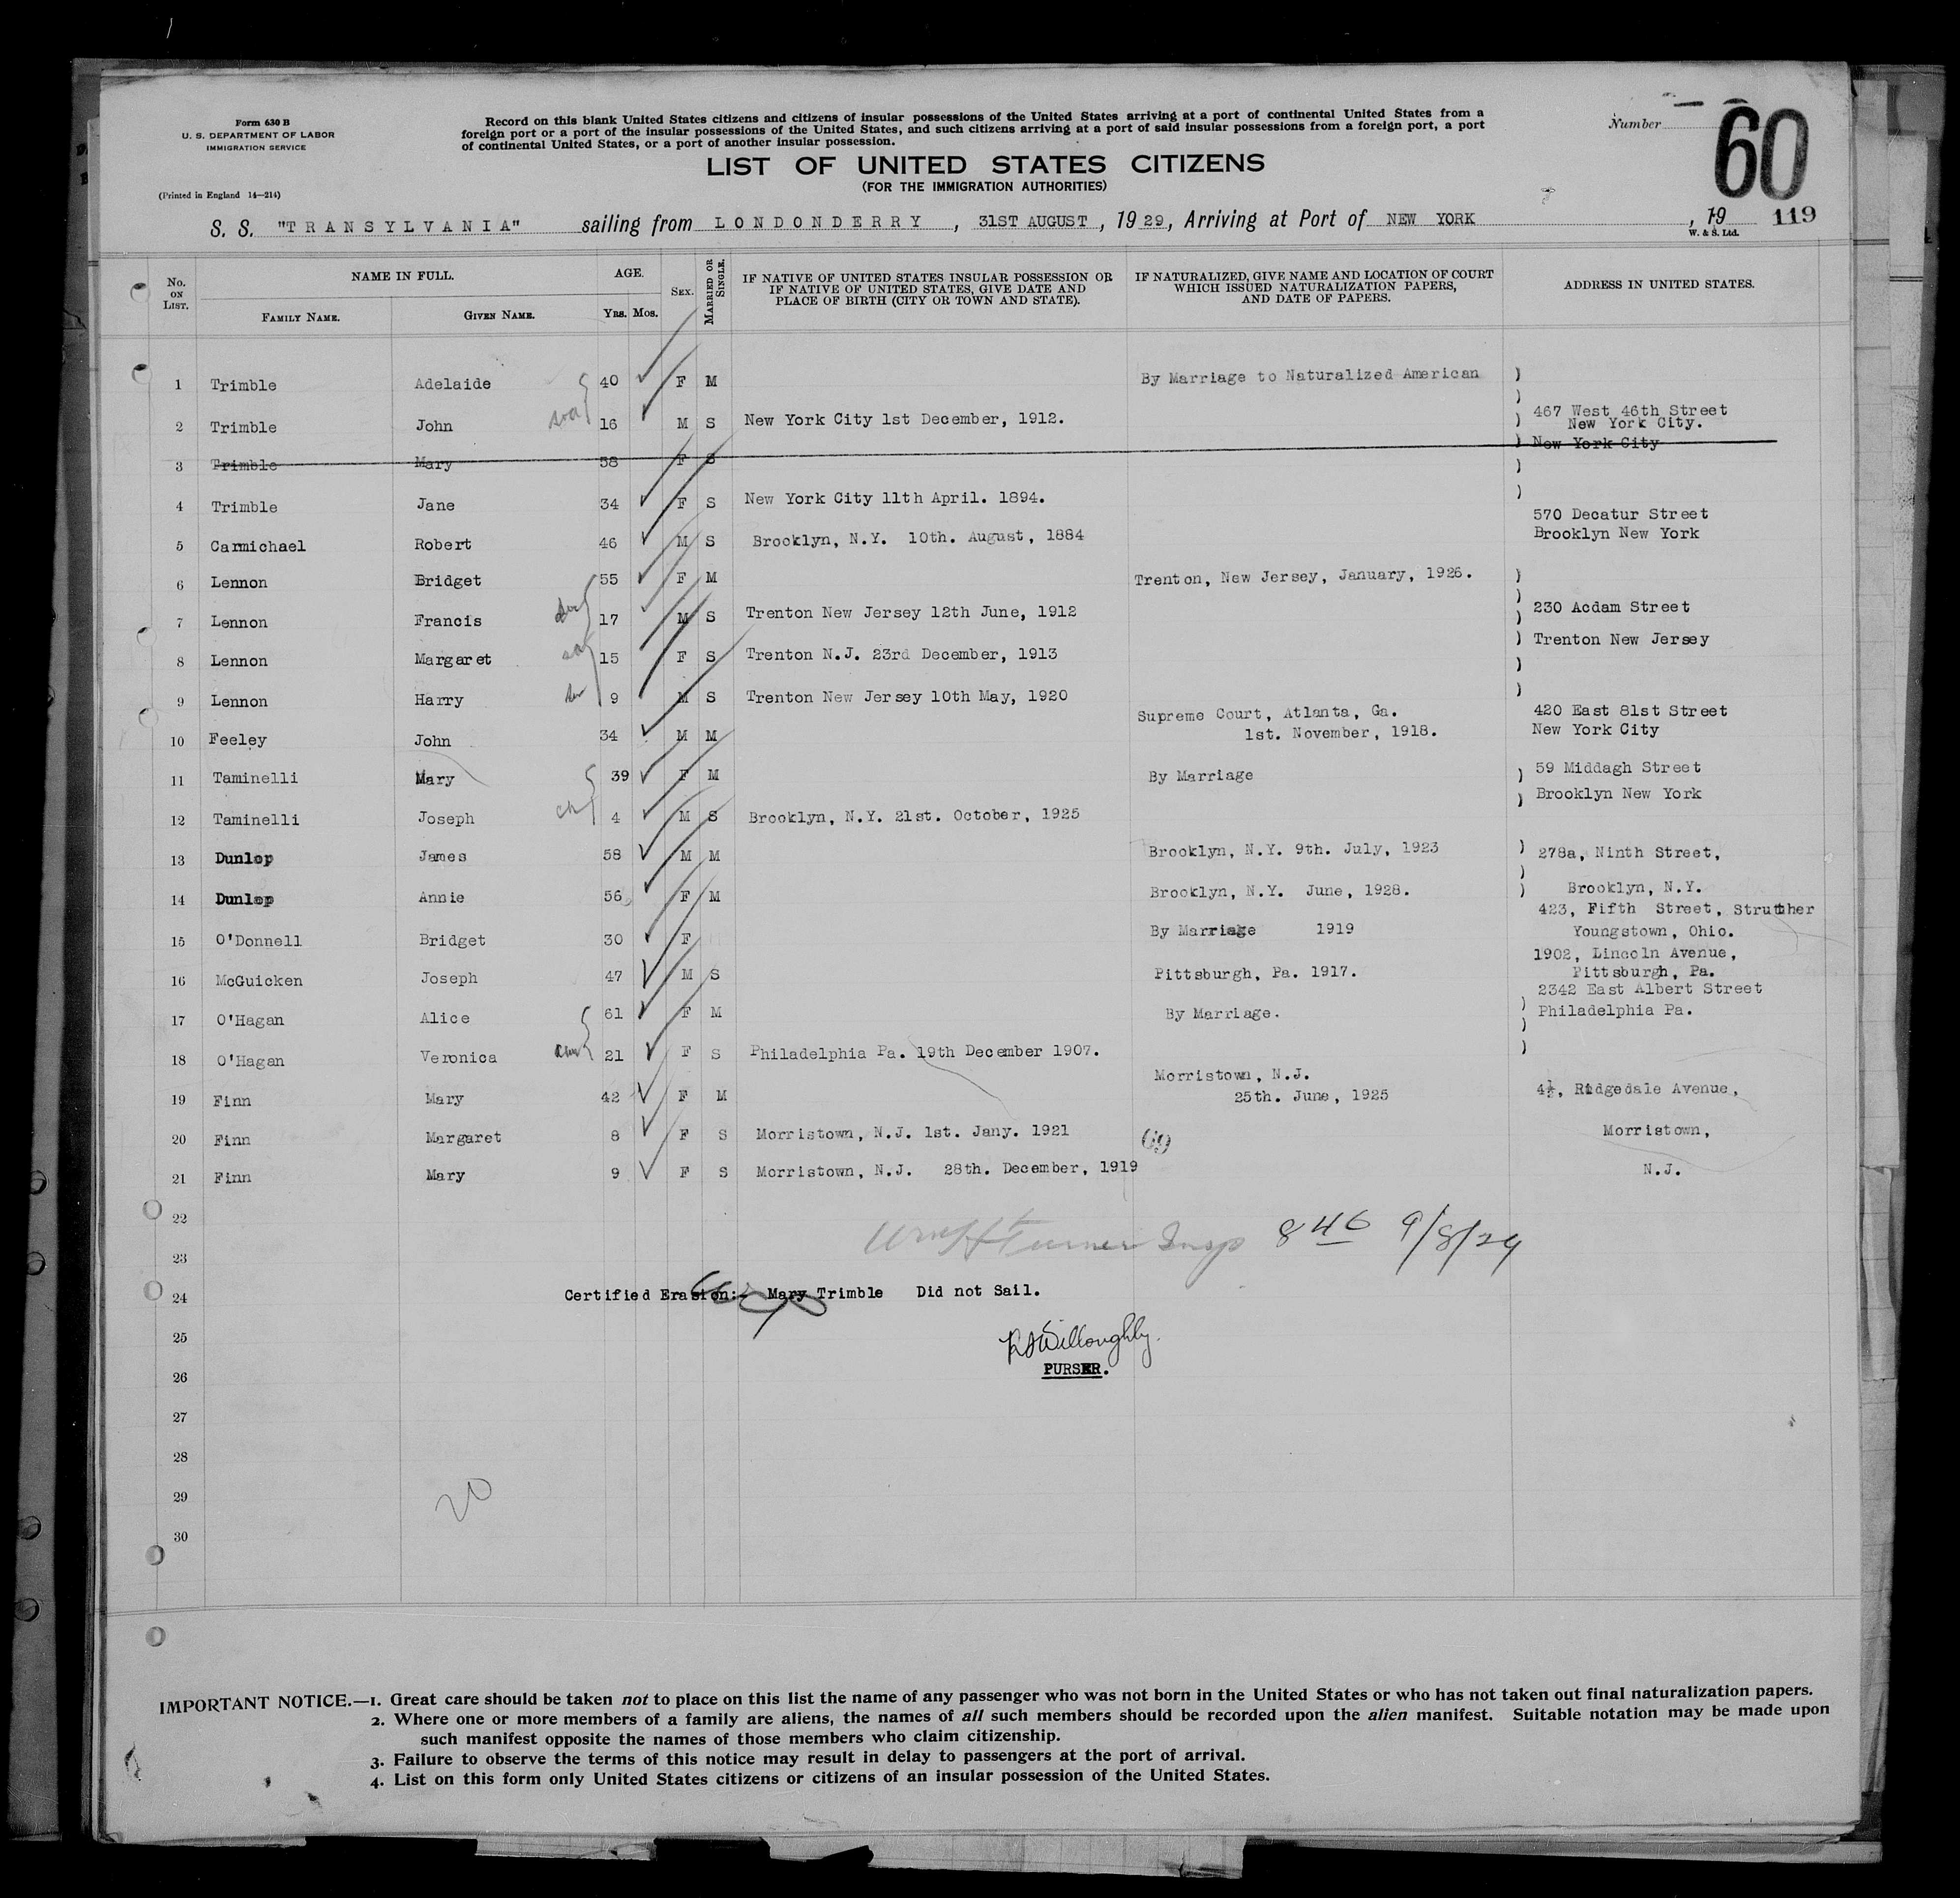 Form 630 B
U. S. DEPARTMENT OF LABOR
IMMIGRATION SERVICE
(Printed in England 14—214)
Record on this blank United States citizens and citizens of insular possessions of the United States arriving at a port of continental United States from a
foreign port or a port of the insular possessions of the United States, and such citizens arriving at a port of said insular possessions from a foreign port, a port
of continental United States, or a port of another insular possession.
LIST OF UNITED STATES CITIZENS
(FOR THE IMMIGRATION AUTHORITIES)
Number 60
S. S. "TRANSYLVANIA" sailing from LONDONDERRY, 31ST AUGUST, 1929, Arriving at Port of NEW YORK, 19 119
W. & S. Ltd.
No. ON LIST. NAME IN FULL. FAMILY NAME. GIVEN NAME. AGE. Yrs. Mos. SEX. MARRIED OR SINGLE. IF NATIVE OF UNITED STATES INSULAR POSSESSION OR IF NATIVE OF UNITED STATES, GIVE DATE AND PLACE OF BIRTH (CITY OR TOWN AND STATE). IF NATURALIZED, GIVE NAME AND LOCATION OF COURT WHICH ISSUED NATURALIZATION PAPERS, AND DATE OF PAPERS. ADDRESS IN UNITED STATES.
1 Trimble Adelaide 40 F M By Marriage to Naturalized American )
2 Trimble John 16 M S New York City 1st December, 1912. 467 West 46th Street
New York City.
3 Trimble Mary 58 F S New York City
4 Trimble Jane 34 F S New York City 11th April. 1894.
570 Decatur Street
5 Carmichael Robert 46 M S Brooklyn, N.Y. 10th. August, 1884 Brooklyn New York
6 Lennon Bridget 55 F M Trenton, New Jersey, January, 1926. )
7 Lennon Francis 17 M S Trenton New Jersey 12th June, 1912 230 Acdam Street
Trenton New Jersey
8 Lennon Margaret 15 F S Trenton N.J. 23rd December, 1913
9 Lennon Harry 9 M S Trenton New Jersey 10th May, 1920
Supreme Court, Atlanta, Ga. 420 East 81st Street
10 Feeley John 34 M M 1st. November, 1918. New York City
11 Taminelli Mary 39 F M By Marriage ) 59 Middagh Street
) Brooklyn New York
12 Taminelli Joseph 4 M S Brooklyn, N.Y. 21st. October, 1925
13 Dunlop James 58 M M Brooklyn, N.Y. 9th. July, 1923 ) 278a, Ninth Street,
14 Dunlop Annie 56 F M Brooklyn, N.Y. June, 1928. ) Brooklyn, N.Y.
423, Fifth Street, Struther
15 O'Donnell Bridget 30 F By Marriage 1919 Youngstown, Ohio.
1902, Lincoln Avenue,
16 McGuicken Joseph 47 M S Pittsburgh, Pa. 1917. Pittsburgh, Pa.
2342 East Albert Street
17 O'Hagan Alice 61 F M By Marriage. ) Philadelphia Pa.
18 O'Hagan Veronica 21 F S Philadelphia Pa. 19th December 1907. )
Morristown, N.J.
19 Finn Mary 42 F M 25th. June, 1925 4½, Ridgedale Avenue,
20 Finn Margaret 8 F S Morristown, N.J. 1st. Jany. 1921 69 Morristown,
21 Finn Mary 9 F S Morristown, N.J. 28th. December, 1919 N.J.
22
23 Turner Insp 846 9/8/29
24 Certified Erasion:- Mary Trimble Did not Sail.
25 Willoughby.
26 PURSER.
27
28
29 20
30
IMPORTANT NOTICE.—1. Great care should be taken not to place on this list the name of any passenger who was not born in the United States or who has not taken out final naturalization papers.
2. Where one or more members of a family are aliens, the names of all such members should be recorded upon the alien manifest. Suitable notation may be made upon
such manifest opposite the names of those members who claim citizenship.
3. Failure to observe the terms of this notice may result in delay to passengers at the port of arrival.
4. List on this form only United States citizens or citizens of an insular possession of the United States.